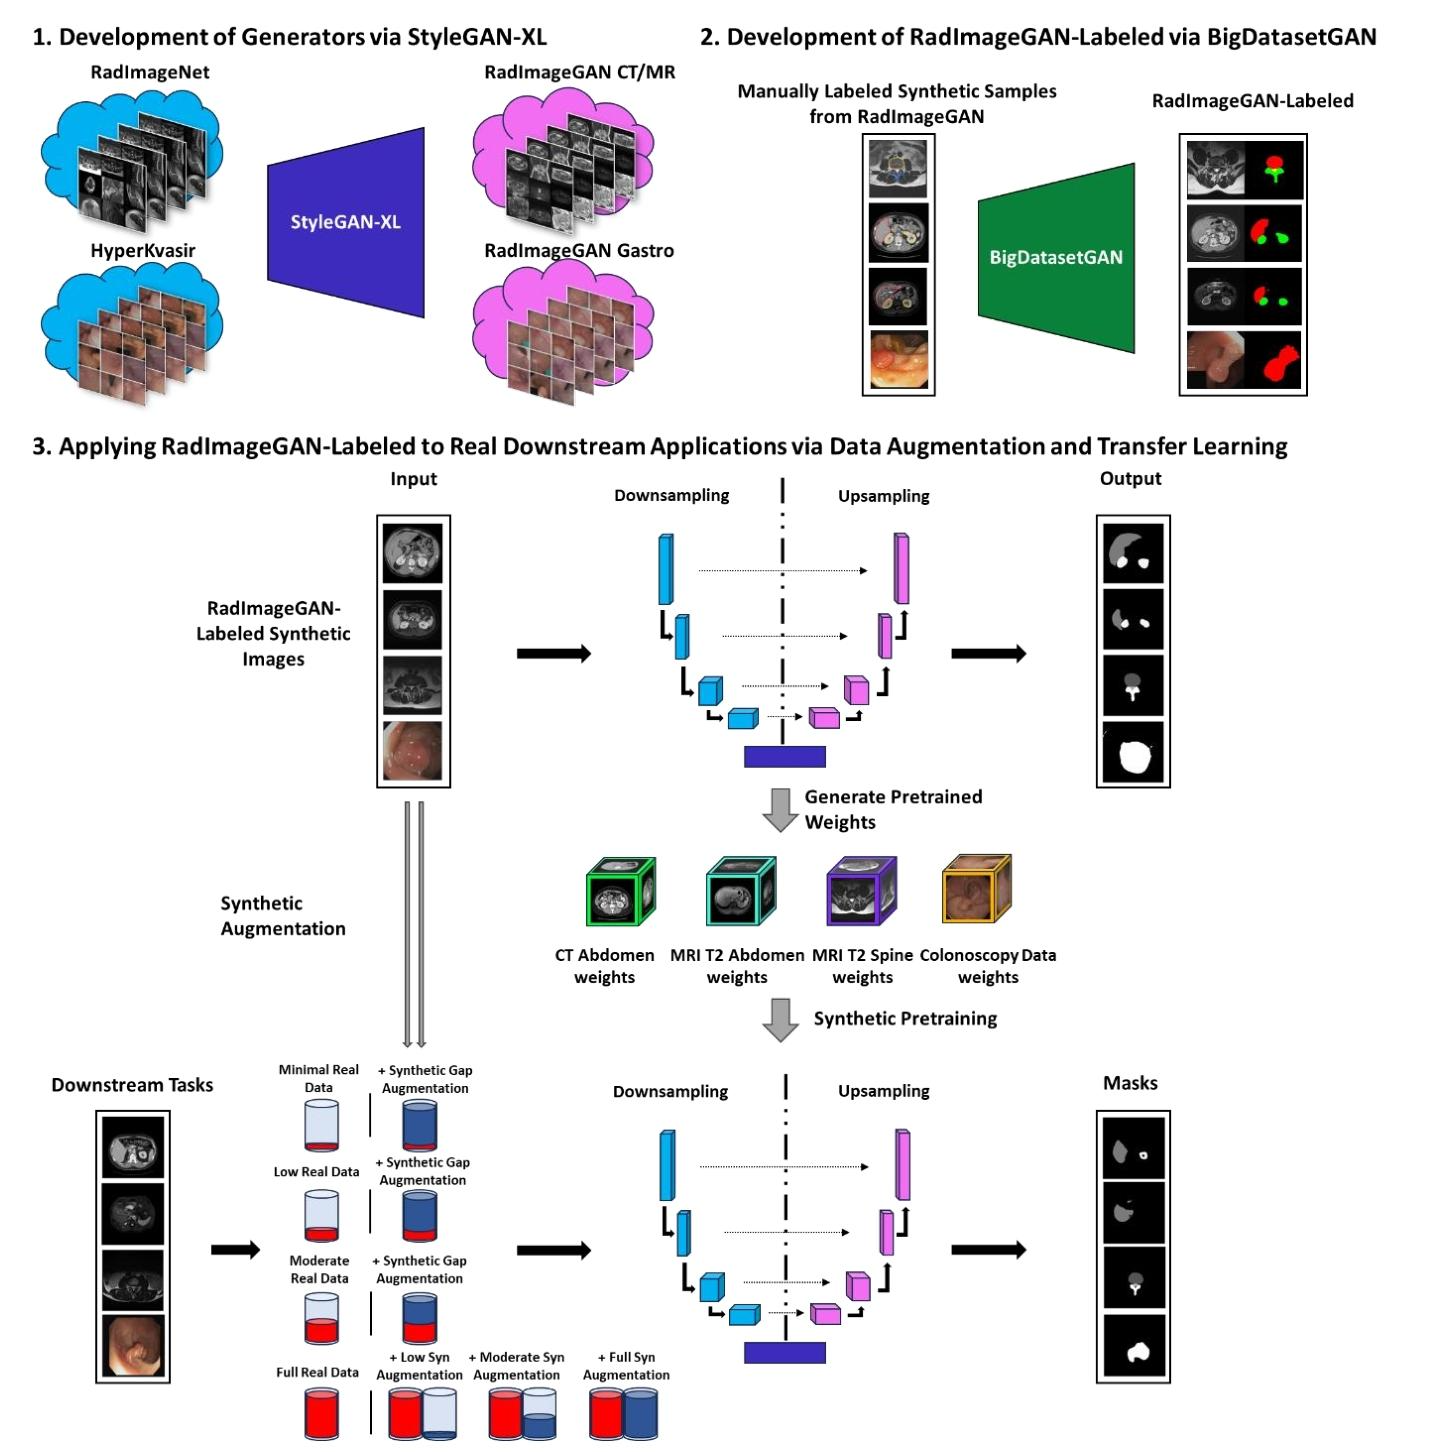 1. Development of Generators via StyleGAN-XL
RadImageNet
RadImageGAN CT/MR
StyleGAN-XL
HyperKvasir
RadImageGAN Gastro
2. Development of RadImageGAN-Labeled via BigDatasetGAN
Manually Labeled Synthetic Samples
from RadImageGAN
RadImageGAN-Labeled
BigDatasetGAN
3. Applying RadImageGAN-Labeled to Real Downstream Applications via Data Augmentation and Transfer Learning
Input
Downsampling
Upsampling
Output
RadImageGAN-
Labeled Synthetic
Images
Generate Pretrained
Weights
Synthetic
Augmentation
CT Abdomen
weights
MRI T2 Abdomen
weights
MRI T2 Spine
weights
Colonoscopy Data
weights
Synthetic Pretraining
Downstream Tasks
Minimal Real
Data
+ Synthetic Gap
Augmentation
Low Real Data
+ Synthetic Gap
Augmentation
Moderate
Real Data
+ Synthetic Gap
Augmentation
Full Real Data
+ Low Syn
Augmentation
+ Moderate Syn
Augmentation
+ Full Syn
Augmentation
Downsampling
Upsampling
Masks